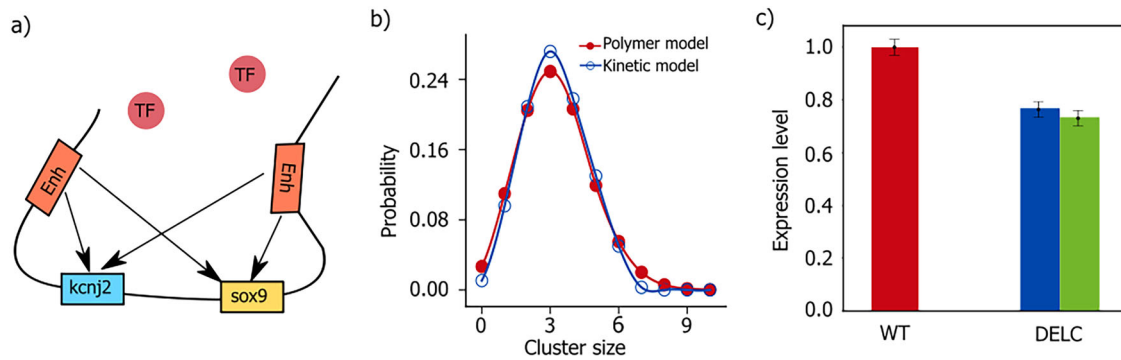 a)
TF
TF
Enh
Enh
kcnj2
sox9
b)
Polymer model
Kinetic model
0.24
0.16
0.08
0.00
Probability
0
3
6
9
Cluster size
c)
1.0
0.8
0.6
0.4
0.2
0.0
Expression level
WT
DELC